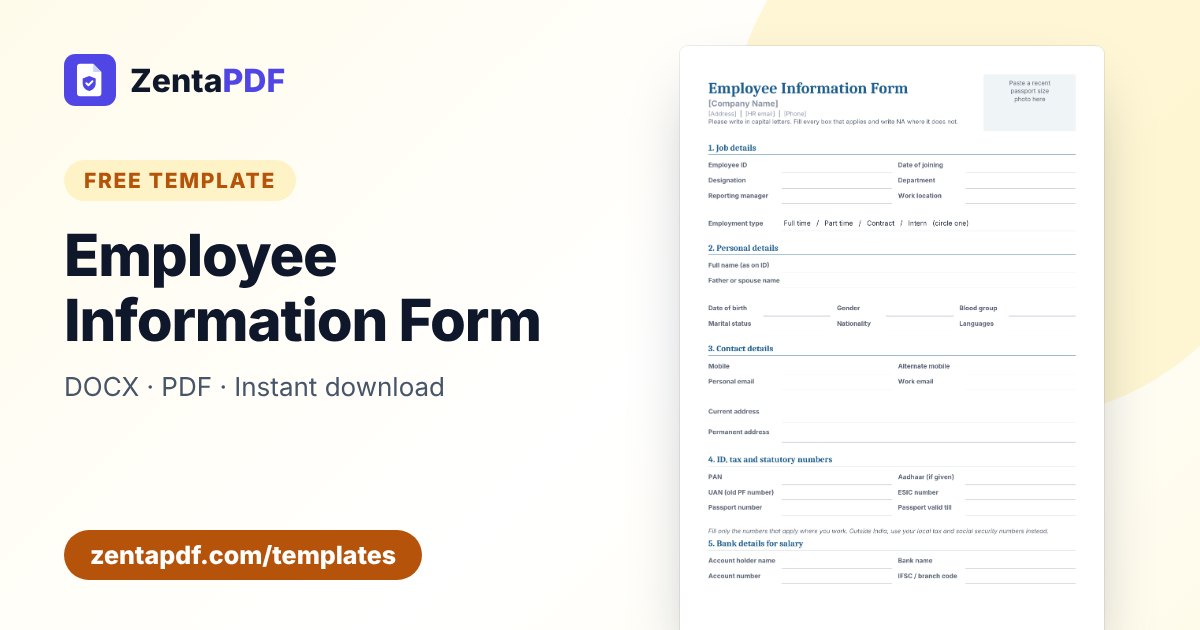 ZentaPDF
FREE TEMPLATE
Employee
Information Form
DOCX · PDF · Instant download
zentapdf.com/templates
Employee Information Form
[Company Name]
[Address] | [HR email] | [Phone]
Please write in capital letters. Fill every box that applies and write NA where it does not.
Paste a recent
passport size
photo here
1. Job details
Employee ID Date of joining
Designation Department
Reporting manager Work location
Employment type Full time / Part time / Contract / Intern (circle one)
2. Personal details
Full name (as on ID)
Father or spouse name
Date of birth Gender Blood group
Marital status Nationality Languages
3. Contact details
Mobile Alternate mobile
Personal email Work email
Current address
Permanent address
4. ID, tax and statutory numbers
PAN Aadhaar (if given)
UAN (old PF number) ESIC number
Passport number Passport valid till
Fill only the numbers that apply where you work. Outside India, use your local tax and social security numbers instead.
5. Bank details for salary
Account holder name Bank name
Account number IFSC / branch code